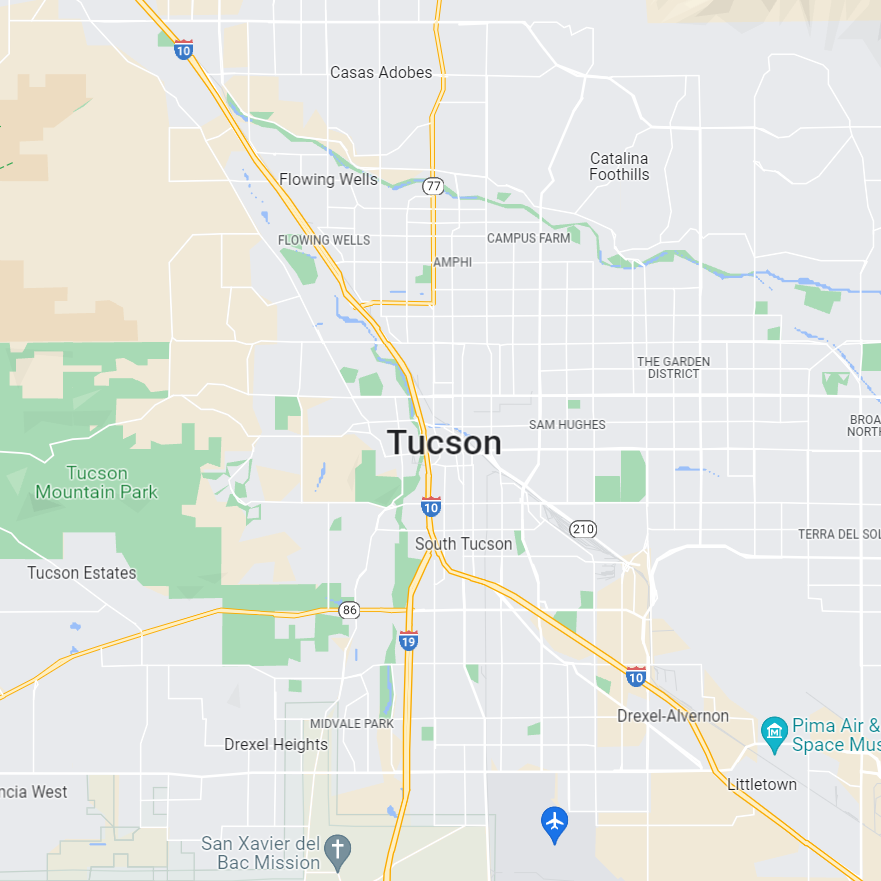 10
Casas Adobes
Catalina
Foothills
Flowing Wells
77
FLOWING WELLS
CAMPUS FARM
AMPHI
THE GARDEN
DISTRICT
SAM HUGHES
BROA
NORTH
Tucson
Tucson
Mountain Park
10
210
TERRA DEL SOL
South Tucson
Tucson Estates
86
19
10
MIDVALE PARK
Drexel-Alvernon
Pima Air &
Space Mus
Drexel Heights
Littletown
ncia West
San Xavier del
Bac Mission